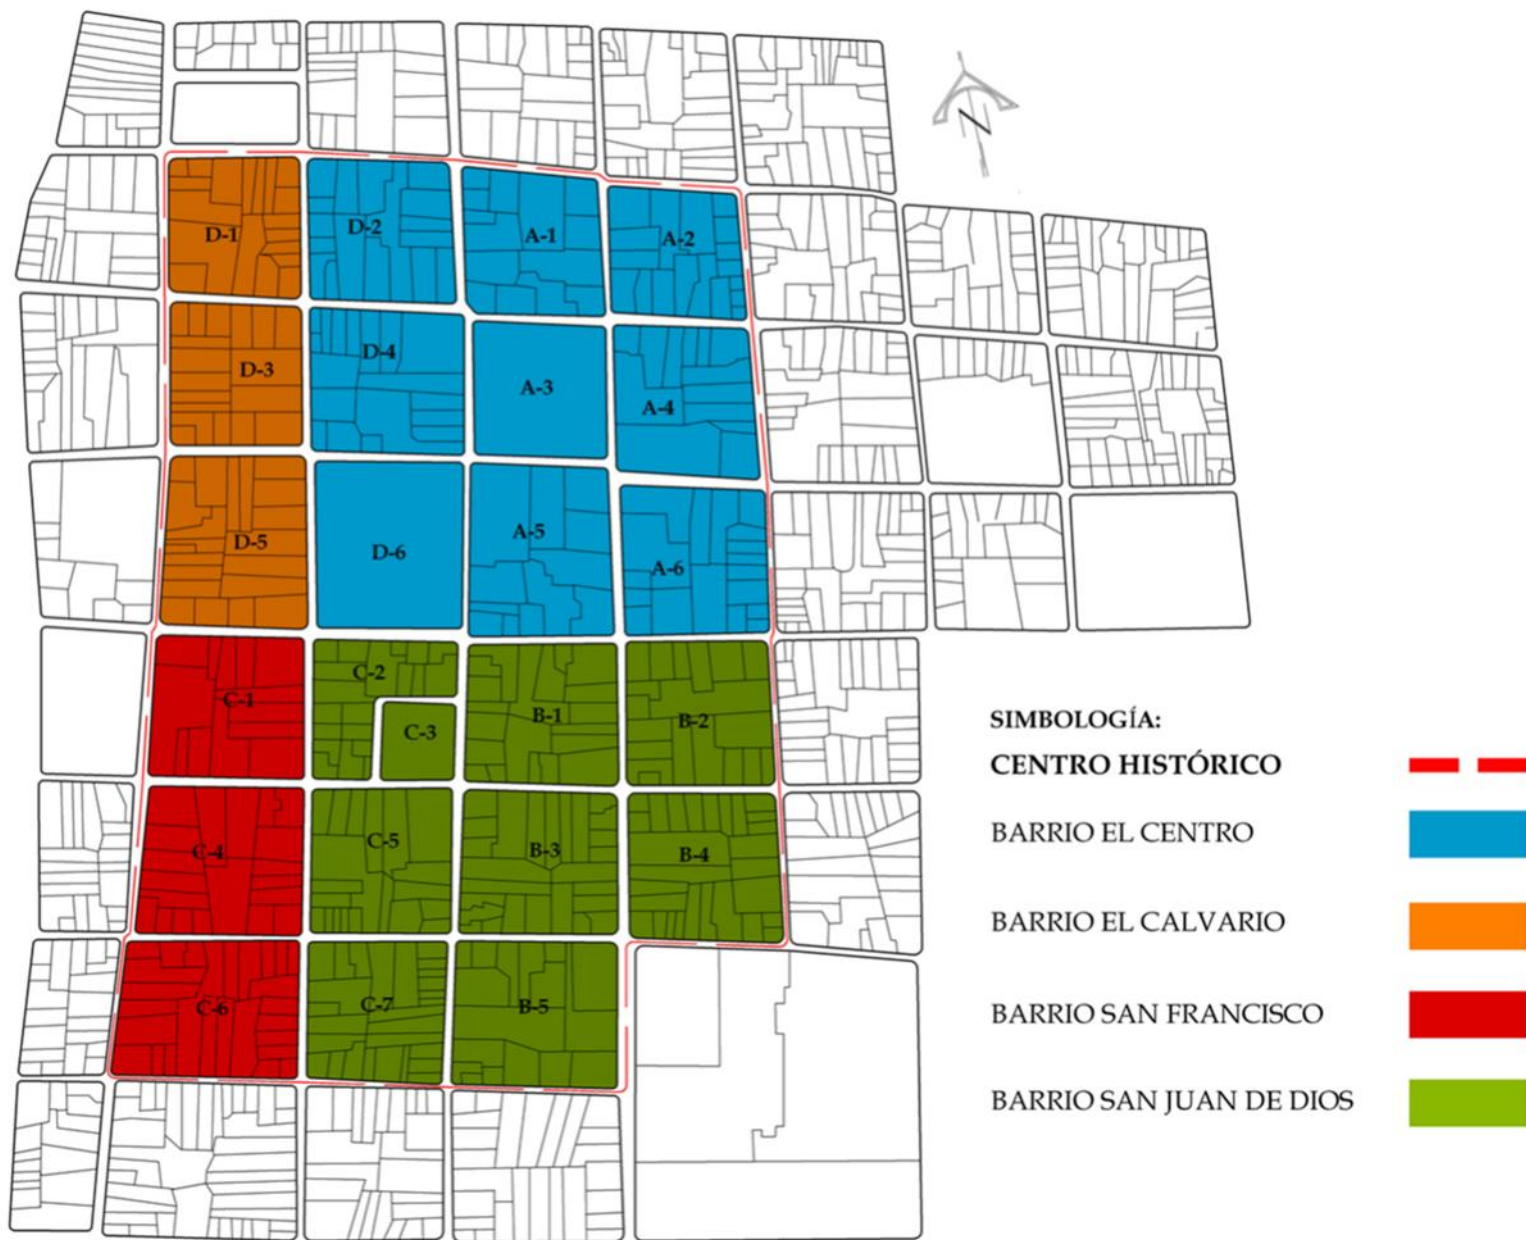 N
D-1
D-2
A-1
A-2
D-3
D-4
A-3
A-4
D-5
D-6
A-5
A-6
C-1
C-2
C-3
B-1
B-2
C-4
C-5
B-3
B-4
C-6
C-7
B-5
SIMBOLOGÍA:
CENTRO HISTÓRICO
BARRIO EL CENTRO
BARRIO EL CALVARIO
BARRIO SAN FRANCISCO
BARRIO SAN JUAN DE DIOS